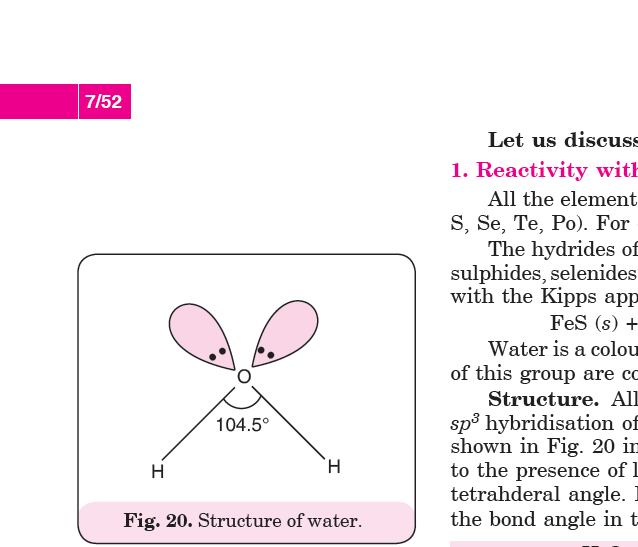 7/52
Let us discuss
1. Reactivity with
All the element
S, Se, Te, Po). For
The hydrides of
sulphides, selenides
with the Kipps app
FeS (s) +
Water is a colou
of this group are co
Structure. All
sp³ hybridisation of
shown in Fig. 20 in
to the presence of l
tetrahderal angle. I
the bond angle in t
O
104.5°
H
H
Fig. 20. Structure of water.